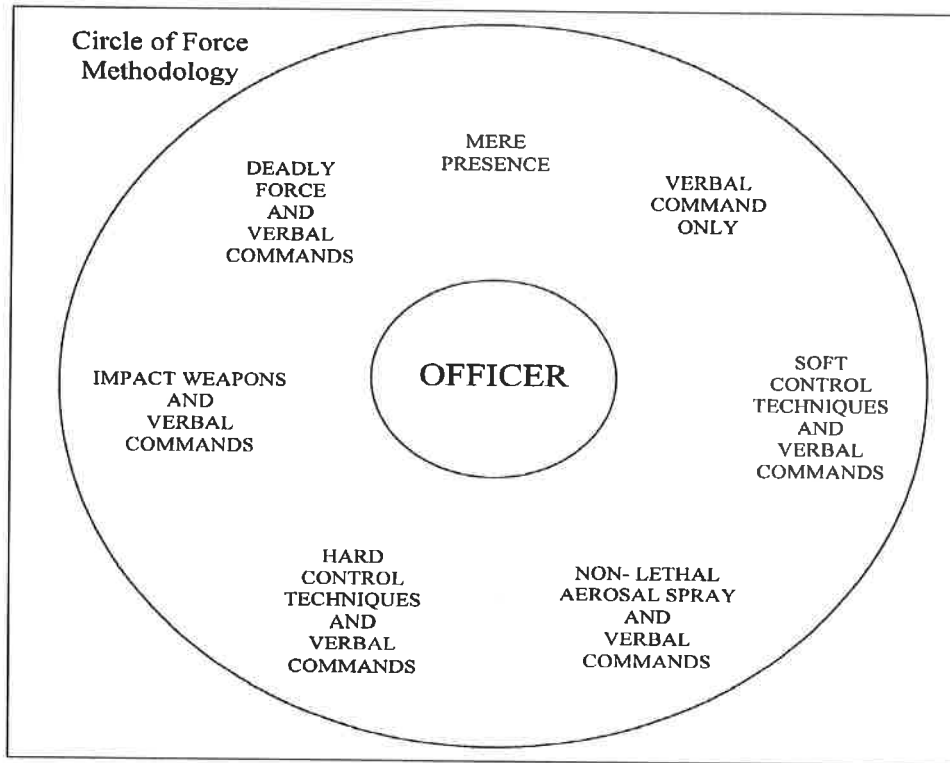 Circle of Force
Methodology
MERE
PRESENCE
VERBAL
COMMAND
ONLY
SOFT
CONTROL
TECHNIQUES
AND
VERBAL
COMMANDS
NON- LETHAL
AEROSAL SPRAY
AND
VERBAL
COMMANDS
HARD
CONTROL
TECHNIQUES
AND
VERBAL
COMMANDS
IMPACT WEAPONS
AND
VERBAL
COMMANDS
DEADLY
FORCE
AND
VERBAL
COMMANDS
OFFICER